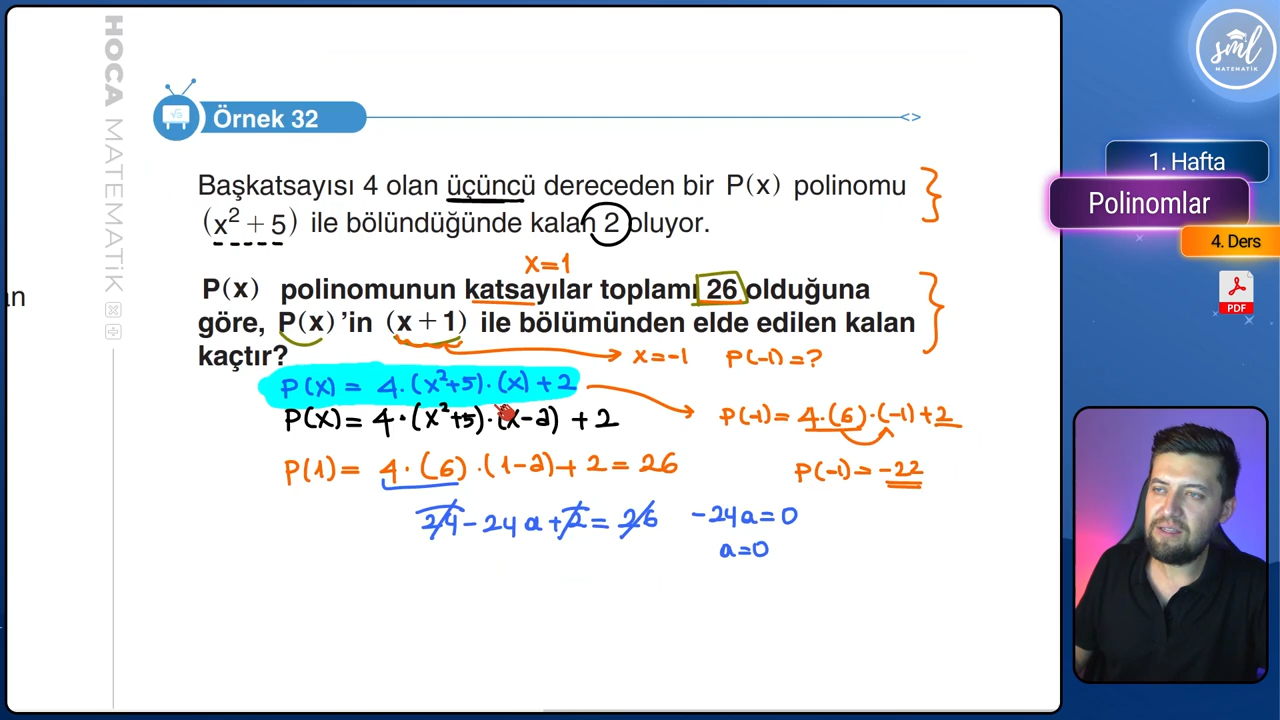 HOCA MATEMATİK
Örnek 32
<>
Başkatsayısı 4 olan üçüncü dereceden bir P(x) polinomu
(x² + 5) ile bölündüğünde kalan 2 oluyor.
x=1
P(x) polinomunun katsayılar toplamı 26 olduğuna
göre, P(x) 'in (x + 1) ile bölümünden elde edilen kalan
kaçtır?
x=-1 P(-1)=?
P(x) = 4.(x²+5).(x)+2
P(x)= 4.(x²+5).(x-a) +2
P(-1)= 4.(6).(-1)+2
P(1)= 4.(6).(1-a)+2=26
P(-1)= -22
24-24a+2=26 -24a=0
a=0
an
sml
MATEMATİK
1. Hafta
Polinomlar
4. Ders
PDF